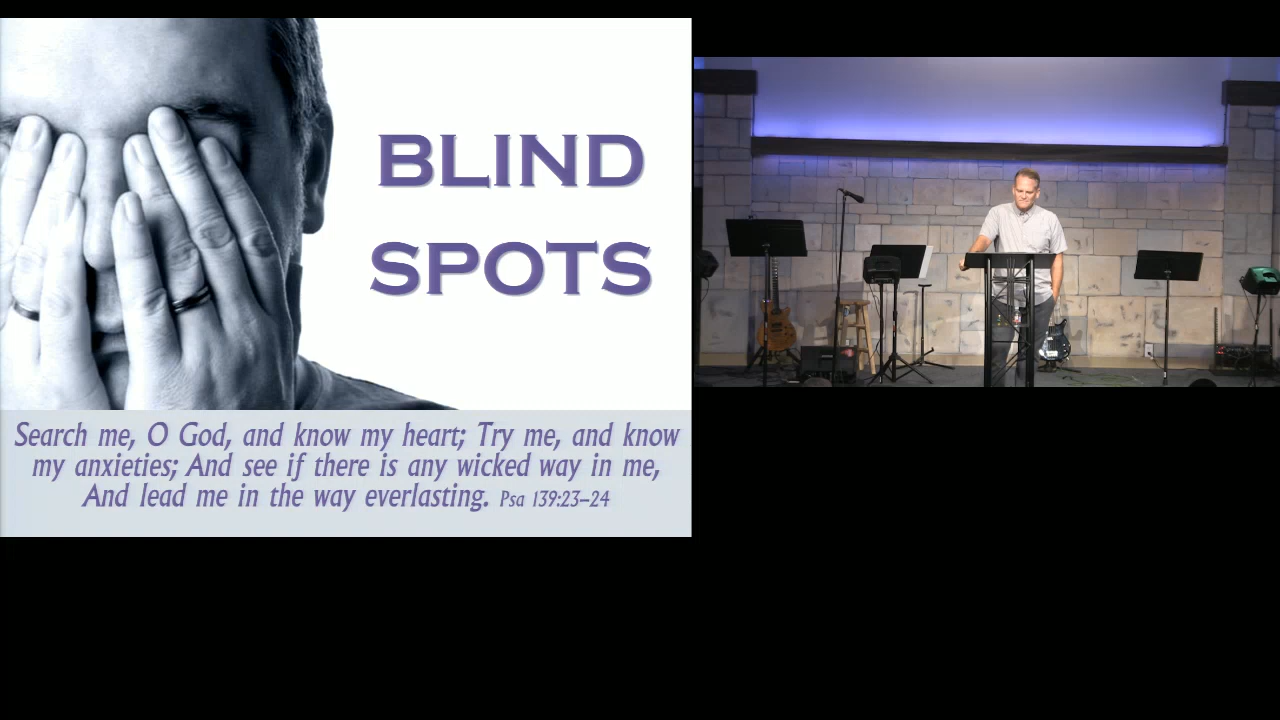 BLIND
SPOTS
Search me, O God, and know my heart; Try me, and know
my anxieties; And see if there is any wicked way in me,
And lead me in the way everlasting. Psa 139:23–24